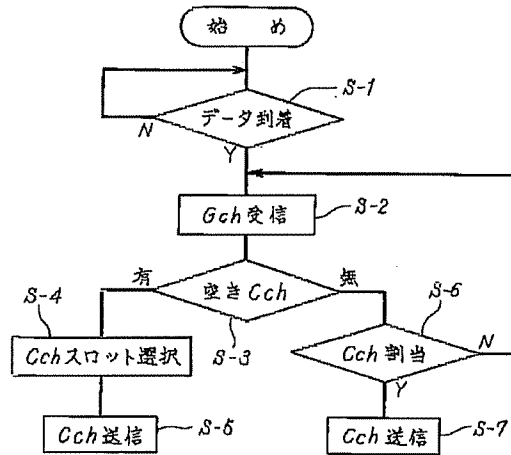 始 め
S-1
データ到着
N
Y
S-2
Gch受信
有
無
空きCch
S-3
S-4
S-6
Cchスロット選択
Cch割当
N
Y
Cch送信
S-5
Cch送信
S-7